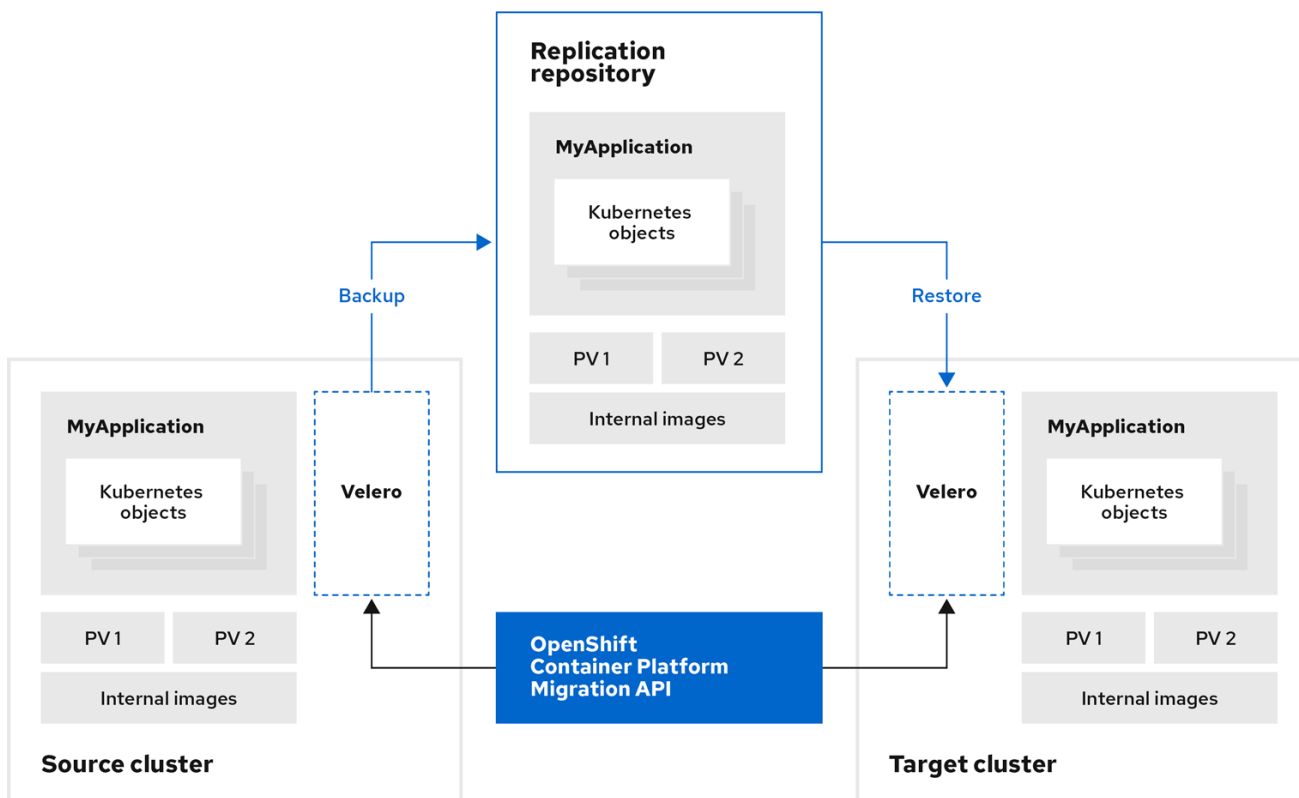 Replication
repository
MyApplication
Kubernetes
objects
Backup
Restore
PV 1
PV 2
Internal images
MyApplication
Kubernetes
objects
Velero
PV 1
PV 2
Internal images
Source cluster
OpenShift
Container Platform
Migration API
Velero
MyApplication
Kubernetes
objects
PV 1
PV 2
Internal images
Target cluster